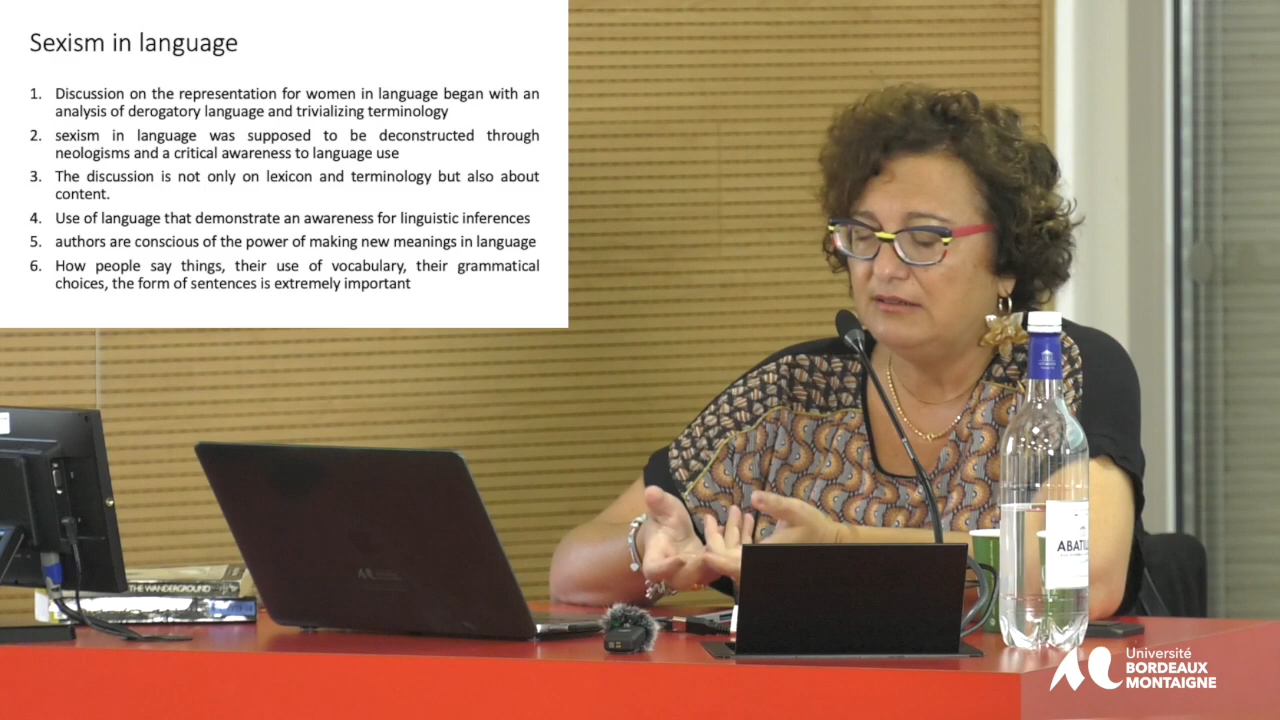 Sexism in language
1. Discussion on the representation for women in language began with an
analysis of derogatory language and trivializing terminology
2. sexism in language was supposed to be deconstructed through
neologisms and a critical awareness to language use
3. The discussion is not only on lexicon and terminology but also about
content.
4. Use of language that demonstrate an awareness for linguistic inferences
5. authors are conscious of the power of making new meanings in language
6. How people say things, their use of vocabulary, their grammatical
choices, the form of sentences is extremely important
THE WANDERGROUND
ABATIL
Université
BORDEAUX
MONTAIGNE